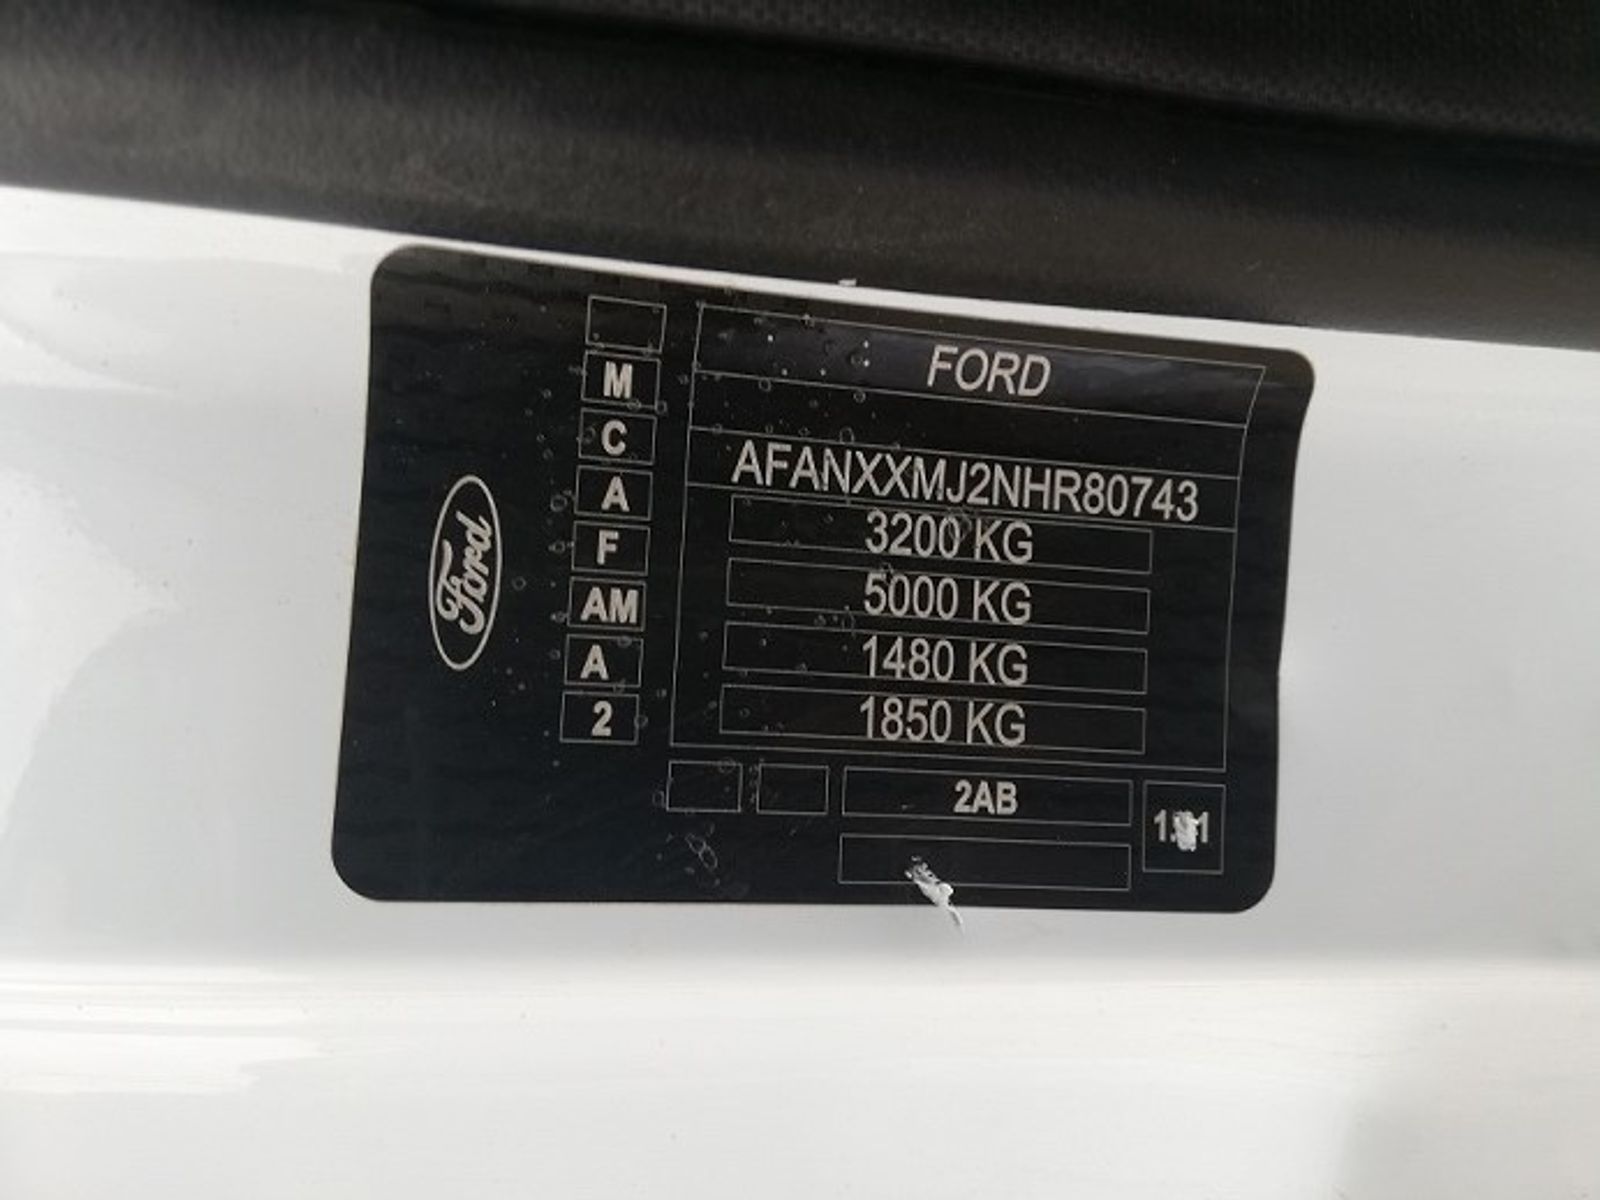 FORD
AFANXXMJ2NHR80743
3200 KG
5000 KG
1480 KG
1850 KG
2AB
M
C
A
F
AM
A
2
Ford